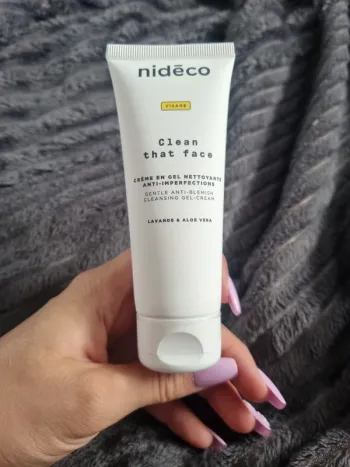 nidēco
VISAGE
Clean
that face
CRÈME EN GEL NETTOYANTE
ANTI-IMPERFECTIONS
GENTLE ANTI-BLEMISH
CLEANSING GEL-CREAM
LAVANDE & ALOE VERA